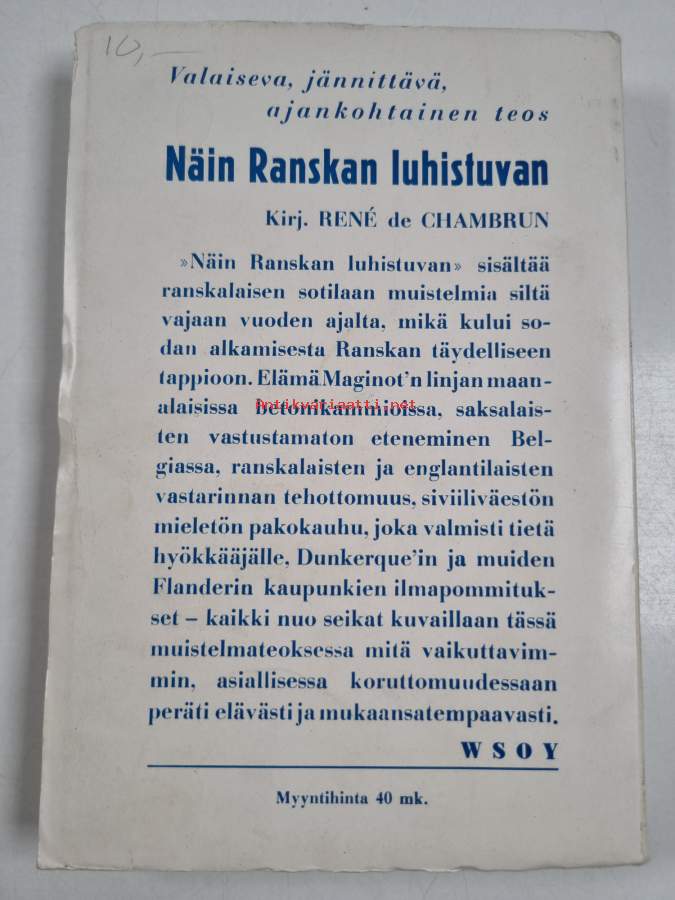 10,—
Valaiseva, jännittävä,
ajankohtainen teos
Näin Ranskan luhistuvan
Kirj. RENÉ de CHAMBRUN
»Näin Ranskan luhistuvan» sisältää
ranskalaisen sotilaan muistelmia siltä
vajaan vuoden ajalta, mikä kului so-
dan alkamisesta Ranskan täydelliseen
tappioon. Elämä Maginot'n linjan maan-
alaisissa betonikammioissa, saksalais-
Antikvariaatti.net
ten vastustamaton eteneminen Bel-
giassa, ranskalaisten ja englantilaisten
vastarinnan tehottomuus, siviiliväestön
mieletön pakokauhu, joka valmisti tietä
hyökkääjälle, Dunkerque'in ja muiden
Flanderin kaupunkien ilmapommituk-
set – kaikki nuo seikat kuvaillaan tässä
muistelmateoksessa mitä vaikuttavim-
min, asiallisessa koruttomuudessaan
peräti elävästi ja mukaansatempaavasti.
WSOY
Myyntihinta 40 mk.